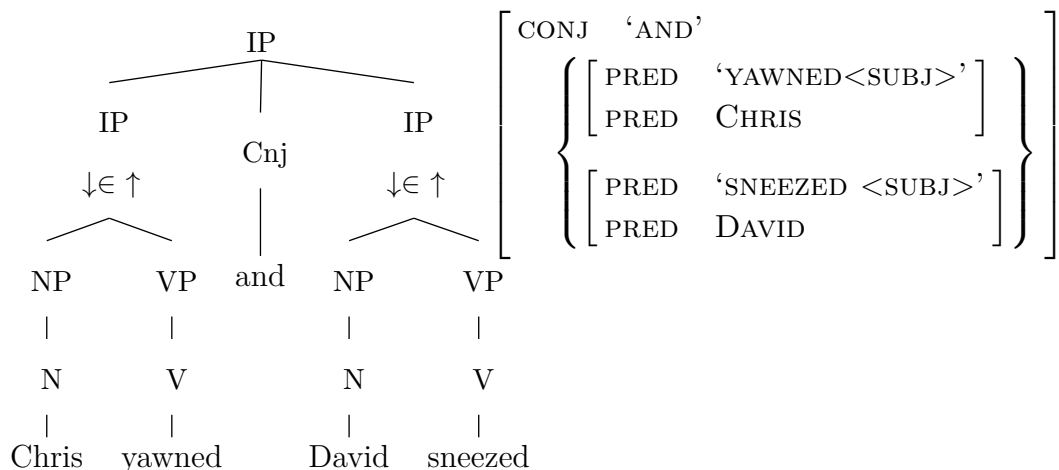 IP
IP Cnj IP
↓∈ ↑ ↓∈ ↑
NP VP and NP VP
N V N V
Chris yawned David sneezed
CONJ ‘AND’
PRED ‘YAWNED<SUBJ>’
PRED CHRIS
PRED ‘SNEEZED <SUBJ>’
PRED DAVID